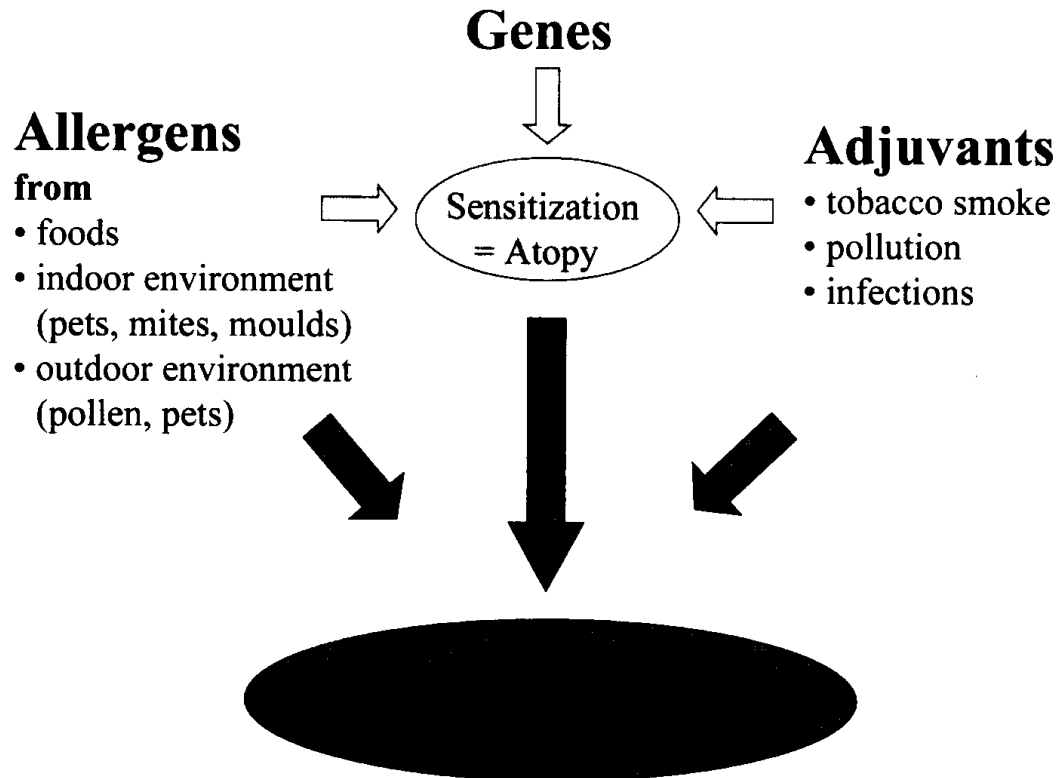 Genes
Allergens
from
• foods
• indoor environment
(pets, mites, moulds)
• outdoor environment
(pollen, pets)
Sensitization
= Atopy
Adjuvants
• tobacco smoke
• pollution
• infections